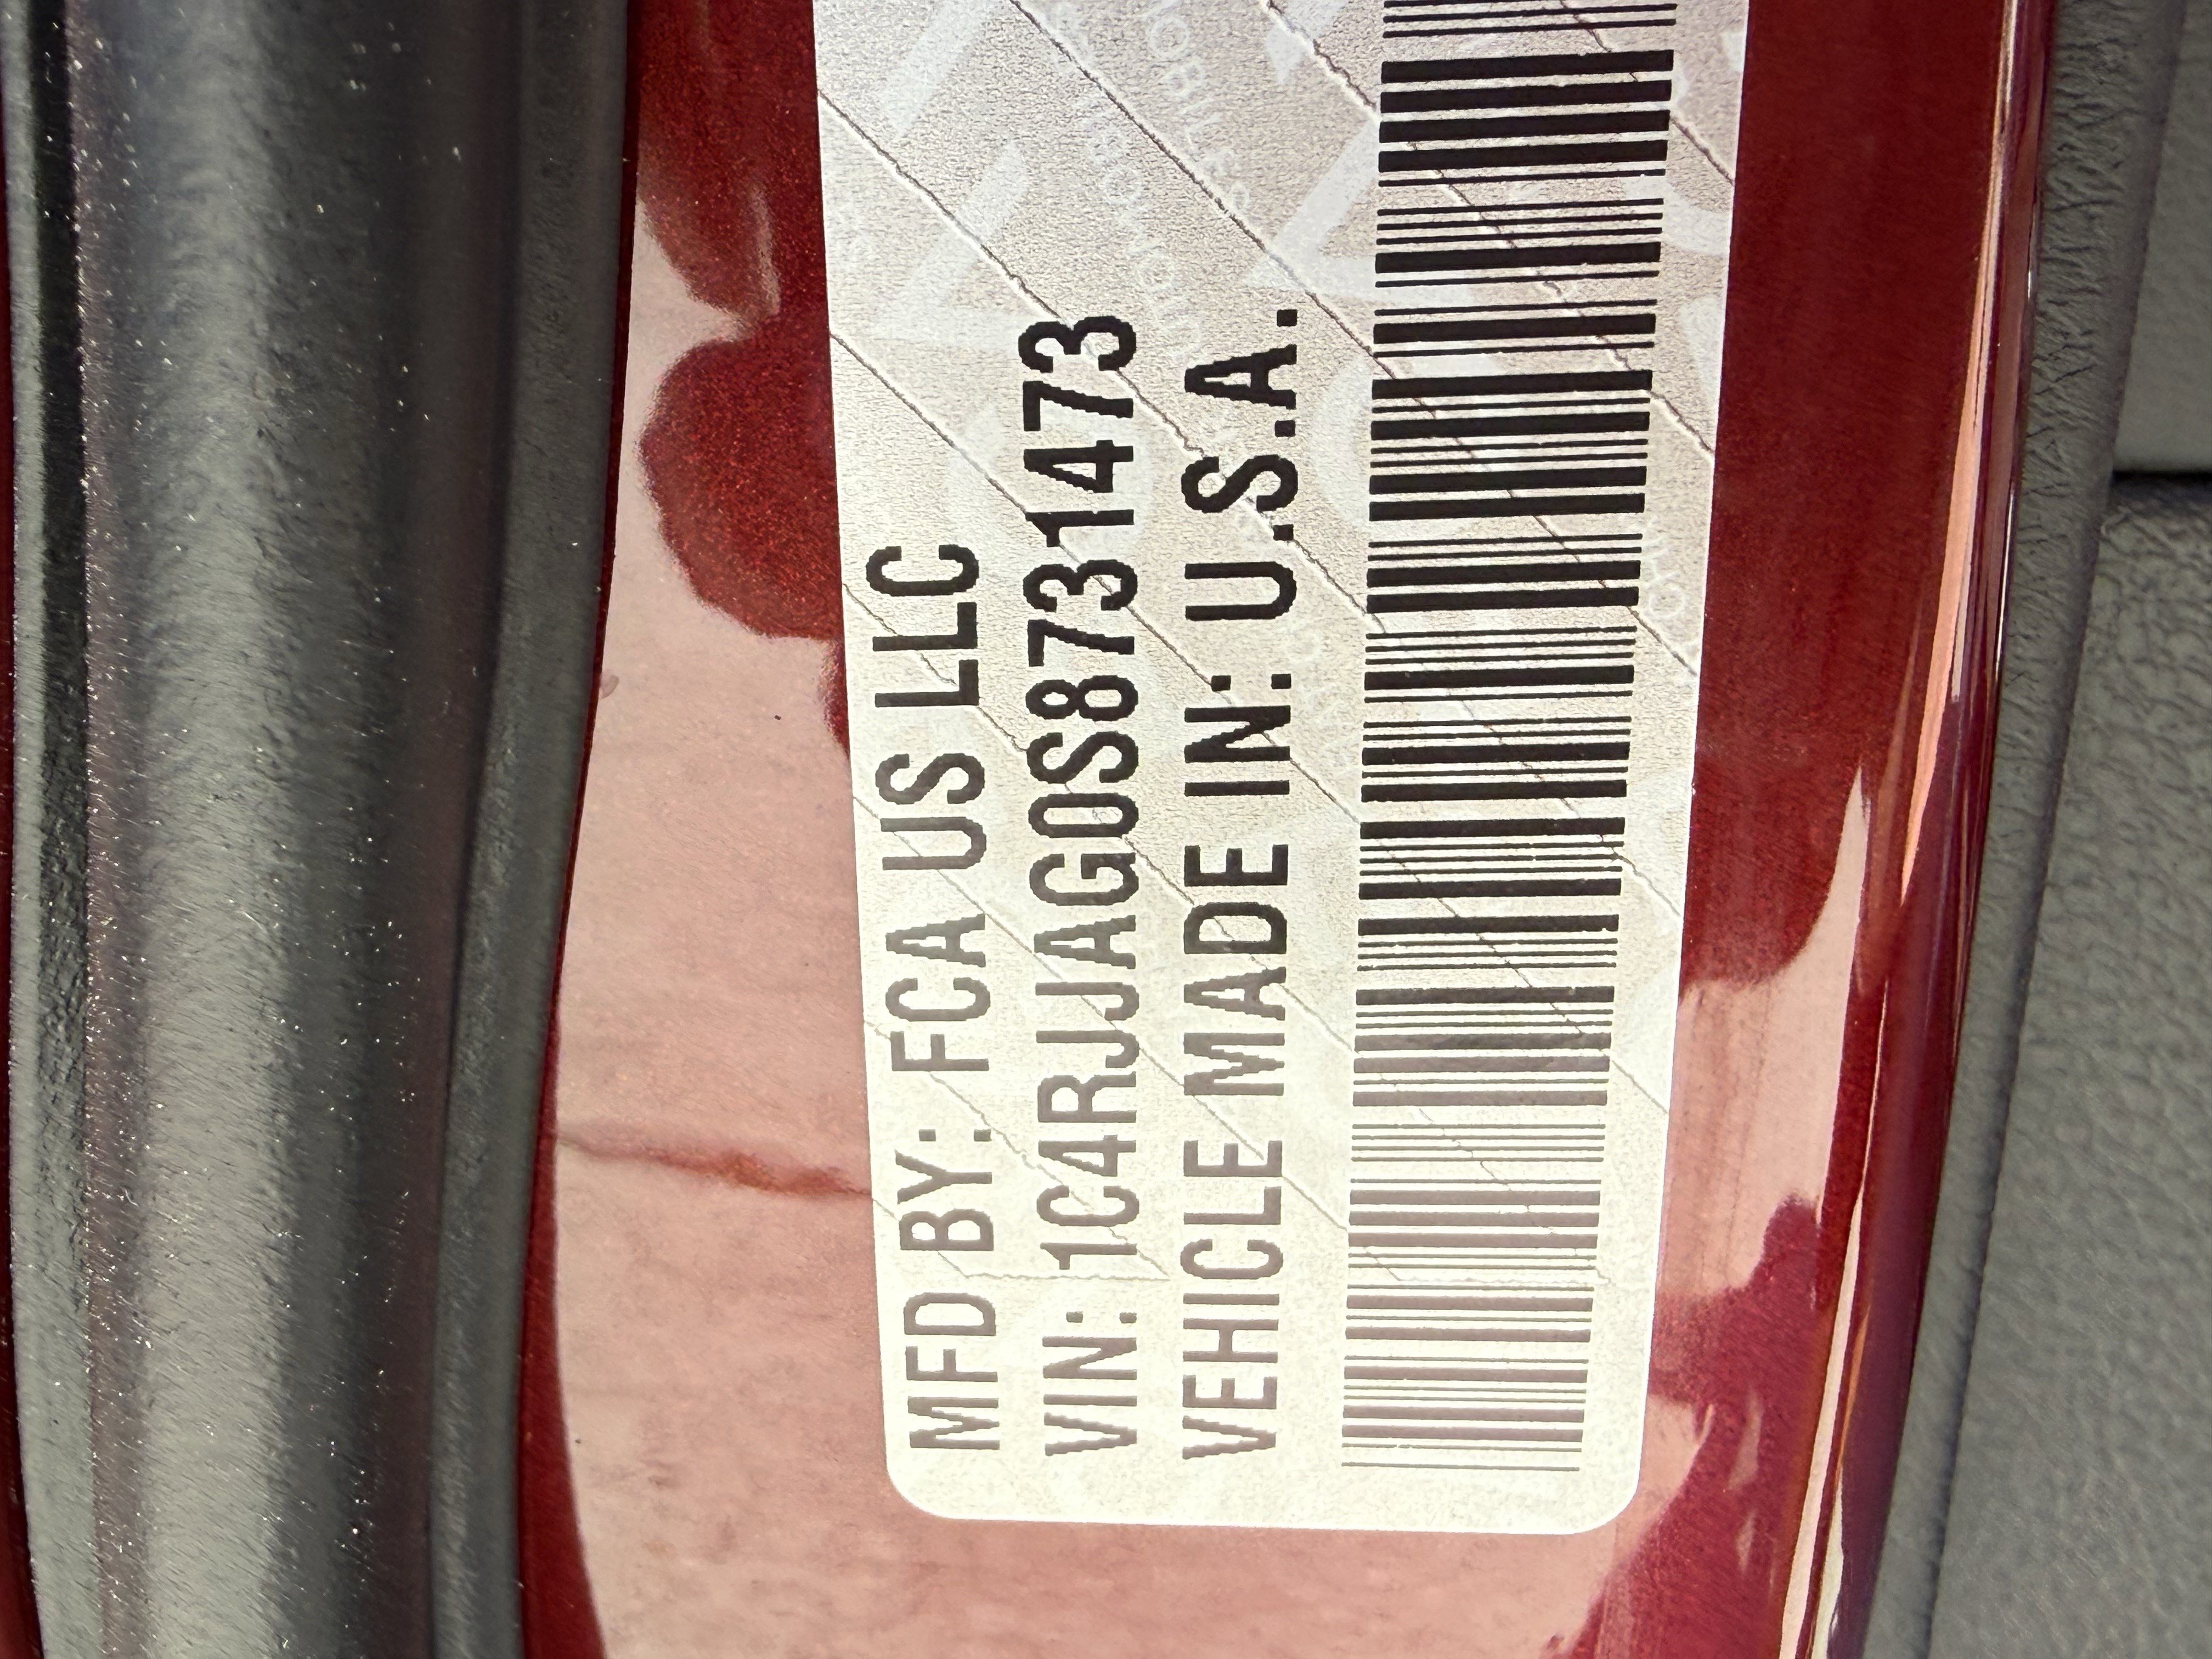 MFD BY: FCA US LLC
VIN: 1C4RJJAG0S8731473
VEHICLE MADE IN: U.S.A.